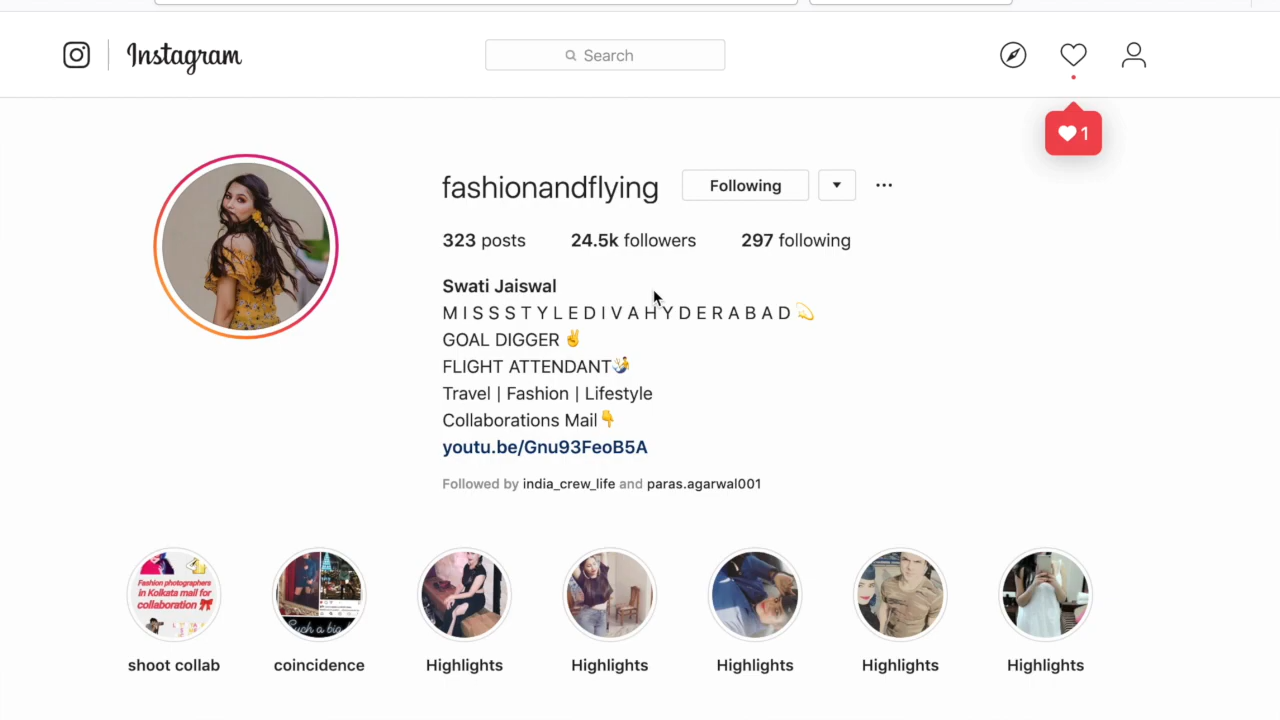 Instagram
Search
1
fashionandflying
Following
323 posts 24.5k followers 297 following
Swati Jaiswal
M I S S S T Y L E D I V A H Y D E R A B A D 💫
GOAL DIGGER ✌
FLIGHT ATTENDANT🤹
Travel | Fashion | Lifestyle
Collaborations Mail👇
youtu.be/Gnu93FeoB5A
Followed by india_crew_life and paras.agarwal001
Fashion photographers
in Kolkata mail for
collaboration 🎀
Such a big
shoot collab
coincidence
Highlights
Highlights
Highlights
Highlights
Highlights